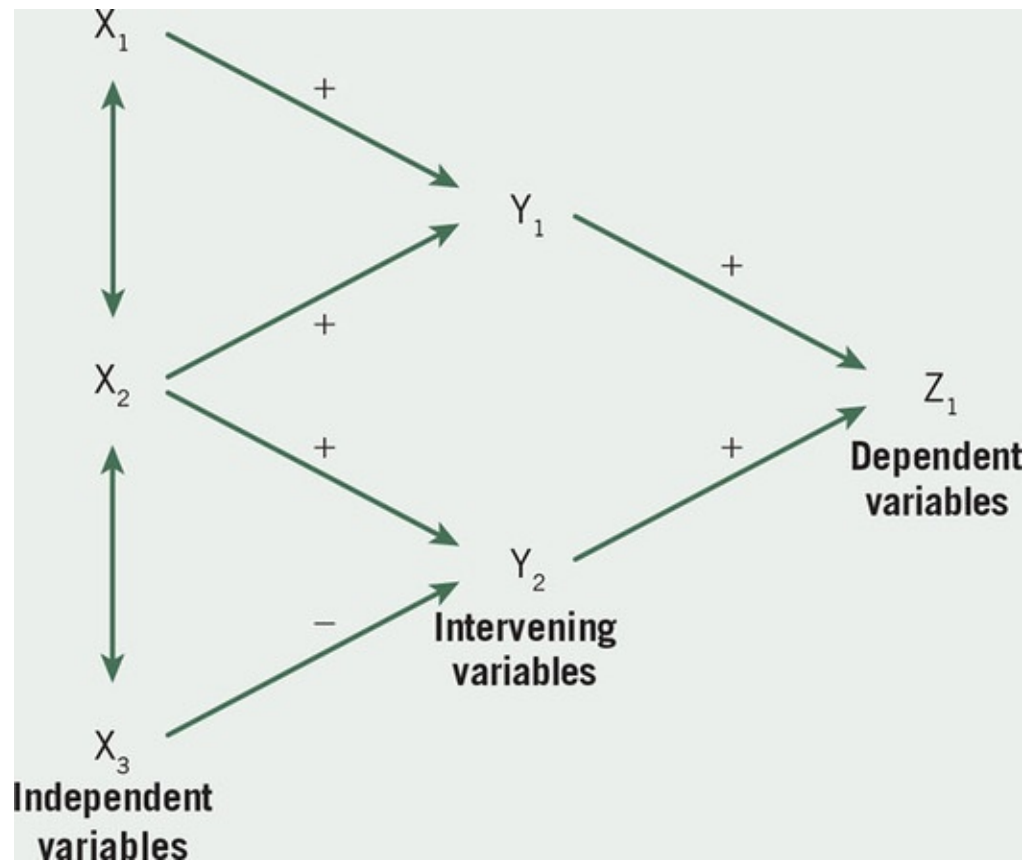 X₁
+
Y₁
+
+
X₂
Z₁
+
+
Dependent
variables
Y₂
−
Intervening
variables
X₃
Independent
variables